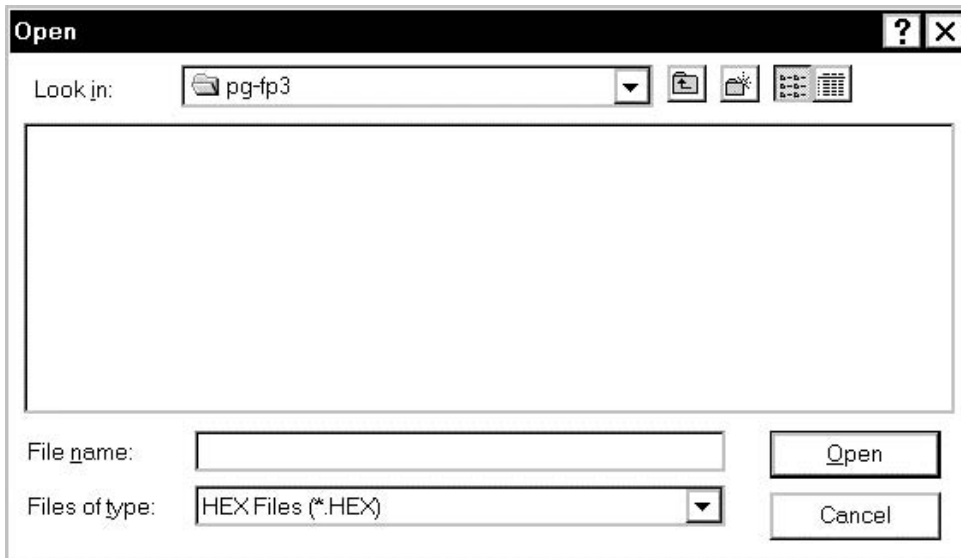 Open
Look in: pg-fp3
File name:
Open
Files of type: HEX Files (*.HEX)
Cancel